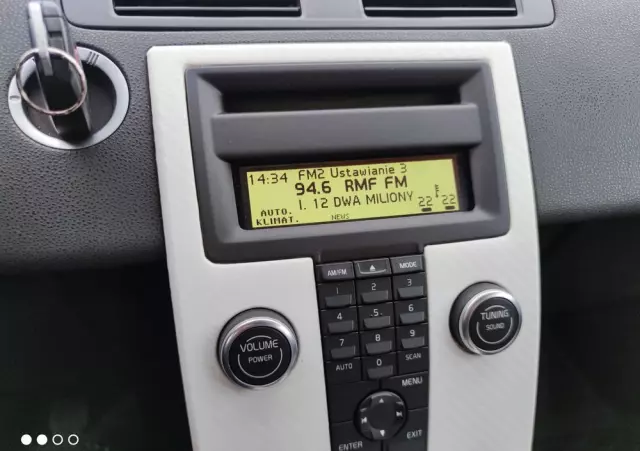 14:34 FM2 Ustawianie 3
94.6 RMF FM
1. 12 DWA MILIONY
AUTO. 22 22
KLIMAT. NEWS
AM/FM MODE
1 2 3
4 5 6
7 8 9
AUTO 0 SCAN
MENU
ENTER EXIT
VOLUME
POWER
TUNING
SOUND